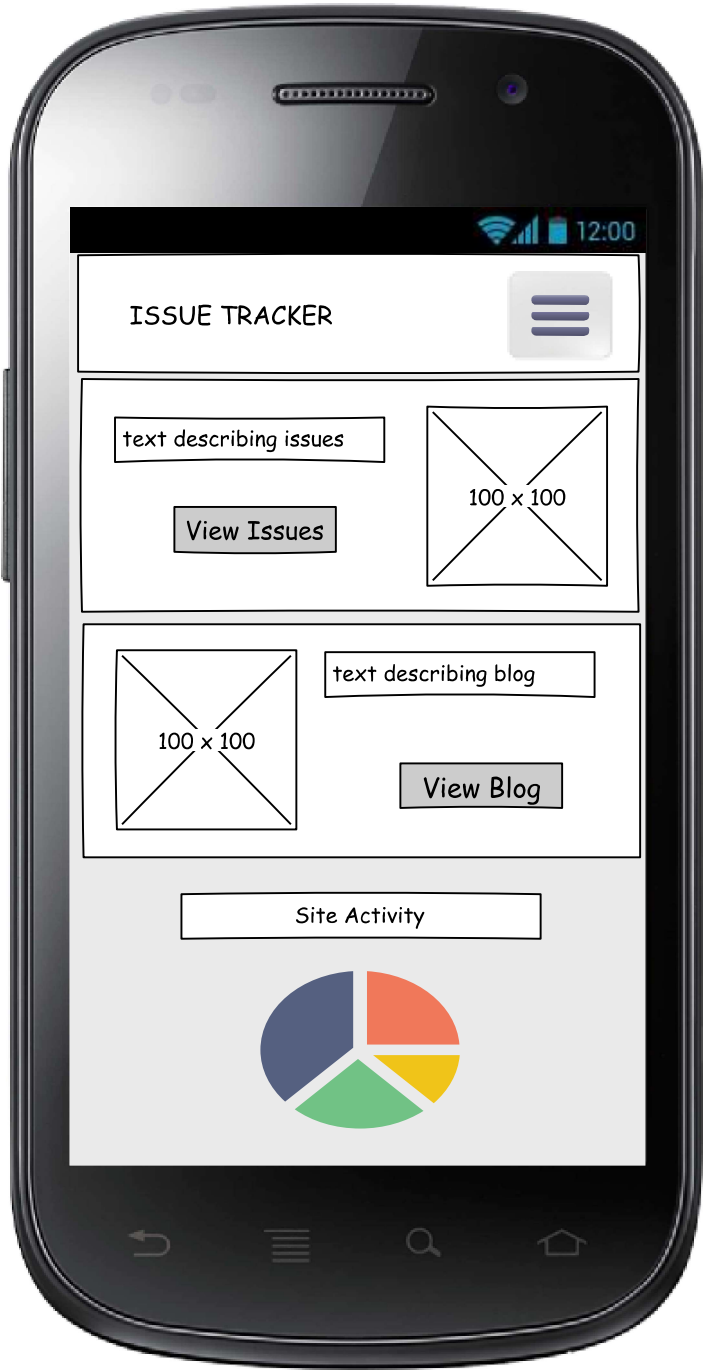 12:00
ISSUE TRACKER
text describing issues
View Issues
100 x 100
100 x 100
text describing blog
View Blog
Site Activity